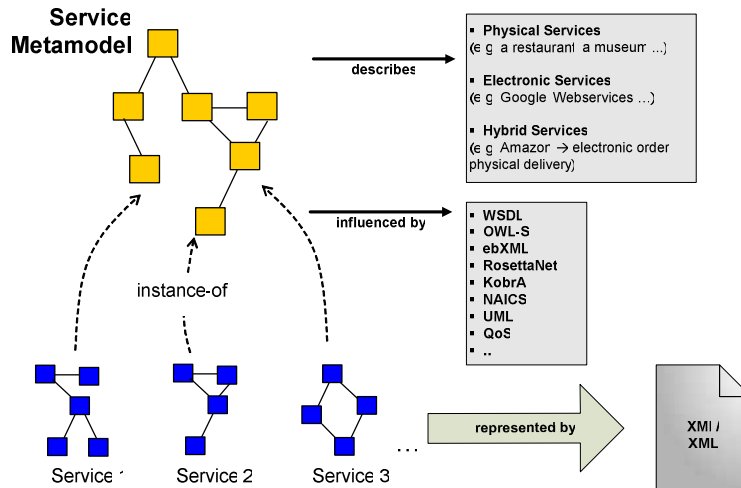 Service
Metamodel
describes
▪ Physical Services
(e g a restaurant a museum ...)
▪ Electronic Services
(e g Google Webservices ...)
▪ Hybrid Services
(e g Amazon → electronic order
physical delivery)
influenced by
▪ WSDL
▪ OWL-S
▪ ebXML
▪ RosettaNet
▪ KobrA
▪ NAICS
▪ UML
▪ QoS
▪ ..
instance-of
represented by
XMI /
XML
Service 1
Service 2
Service 3
...